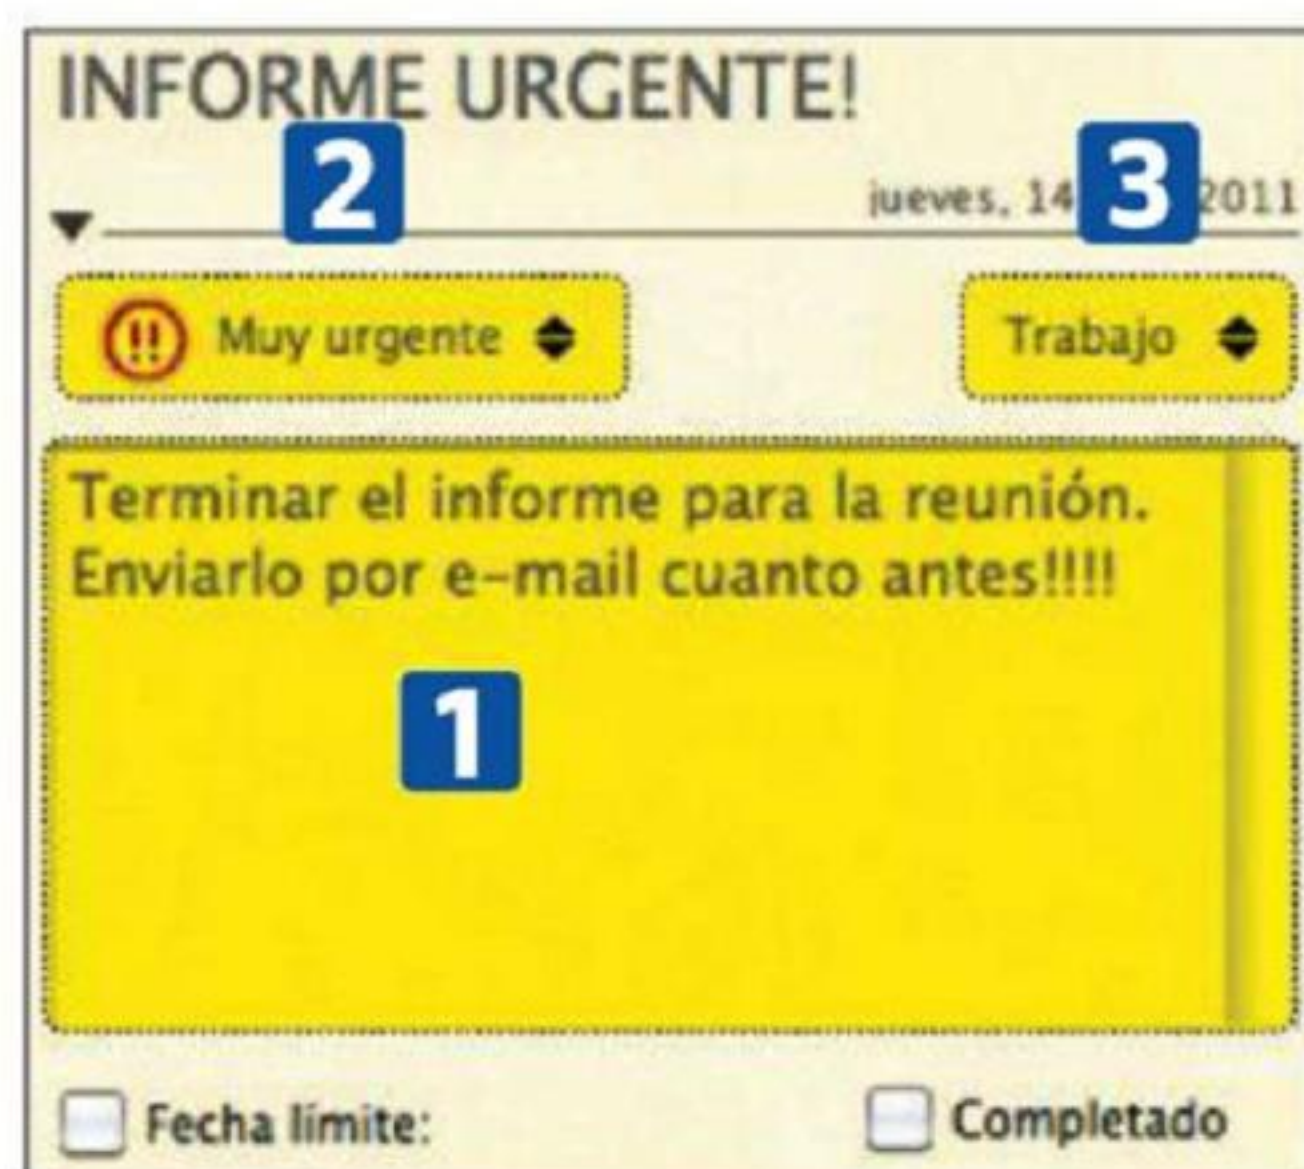 INFORME URGENTE!
2
3
jueves, 14 2011
Muy urgente
Trabajo
Terminar el informe para la reunión.
Enviarlo por e-mail cuanto antes!!!!
1
Fecha límite:
Completado